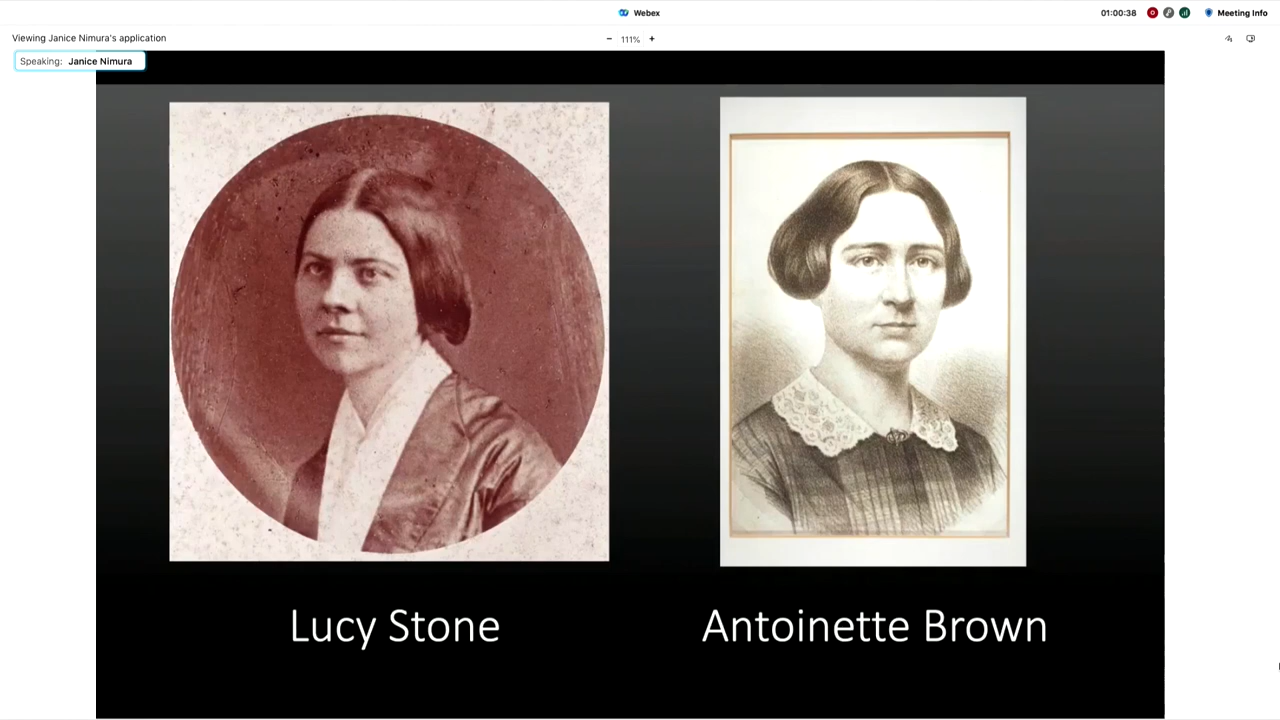 Webex
01:00:38
Meeting Info
Viewing Janice Nimura's application
111%
Speaking: Janice Nimura
Lucy Stone
Antoinette Brown